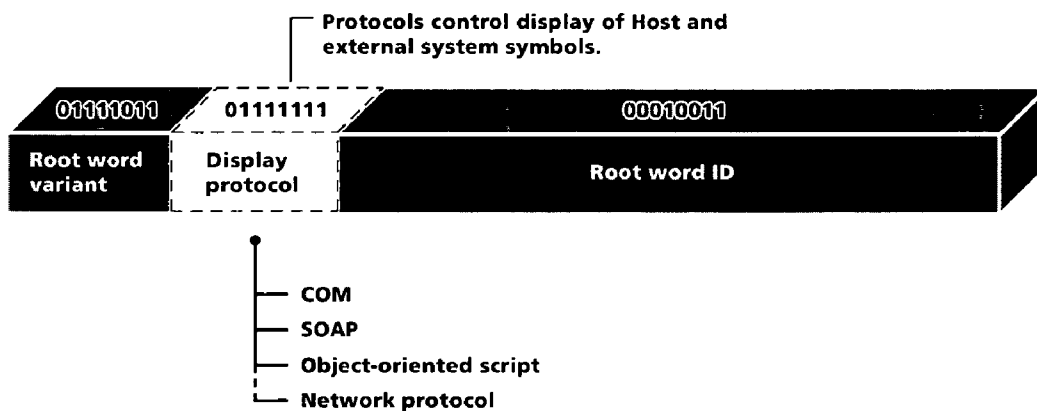 Protocols control display of Host and
external system symbols.
01111011 01111111 00010011
Root word
variant
Display
protocol
Root word ID
COM
SOAP
Object-oriented script
Network protocol